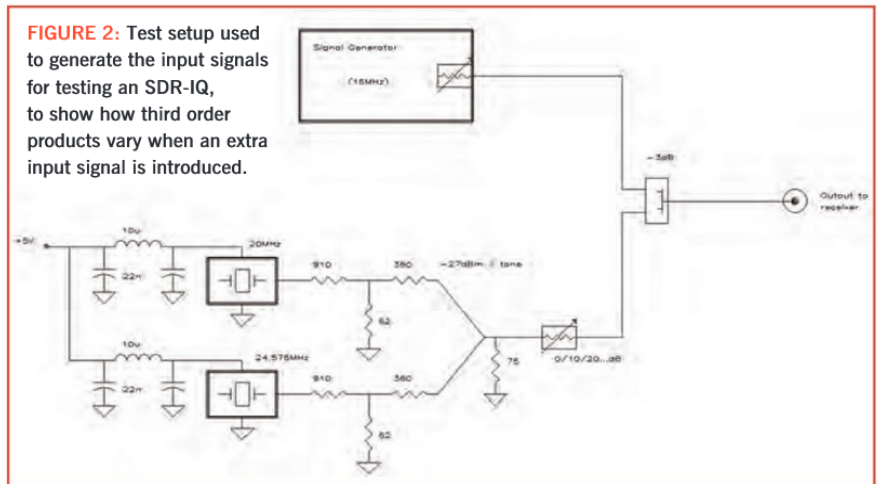 FIGURE 2: Test setup used
to generate the input signals
for testing an SDR-IQ,
to show how third order
products vary when an extra
input signal is introduced.
Signal Generator
(16MHz)
-3dB
Output to
receiver
+5V
10u
22n
20MHz
910
360
-27dBm / tone
62
75
0/10/20...dB
10u
22n
24.576MHz
910
360
62